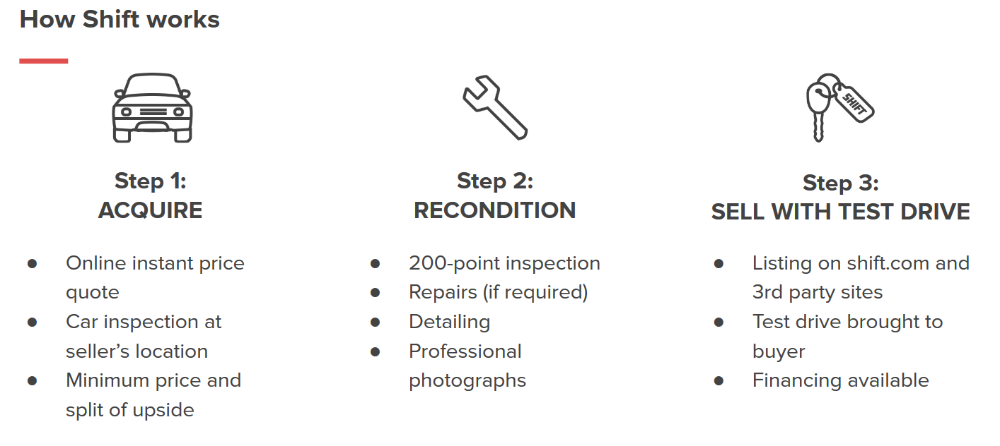 How Shift works
SHIFT
Step 1:
ACQUIRE
● Online instant price
quote
● Car inspection at
seller’s location
● Minimum price and
split of upside
Step 2:
RECONDITION
● 200-point inspection
● Repairs (if required)
● Detailing
● Professional
photographs
Step 3:
SELL WITH TEST DRIVE
● Listing on shift.com and
3rd party sites
● Test drive brought to
buyer
● Financing available